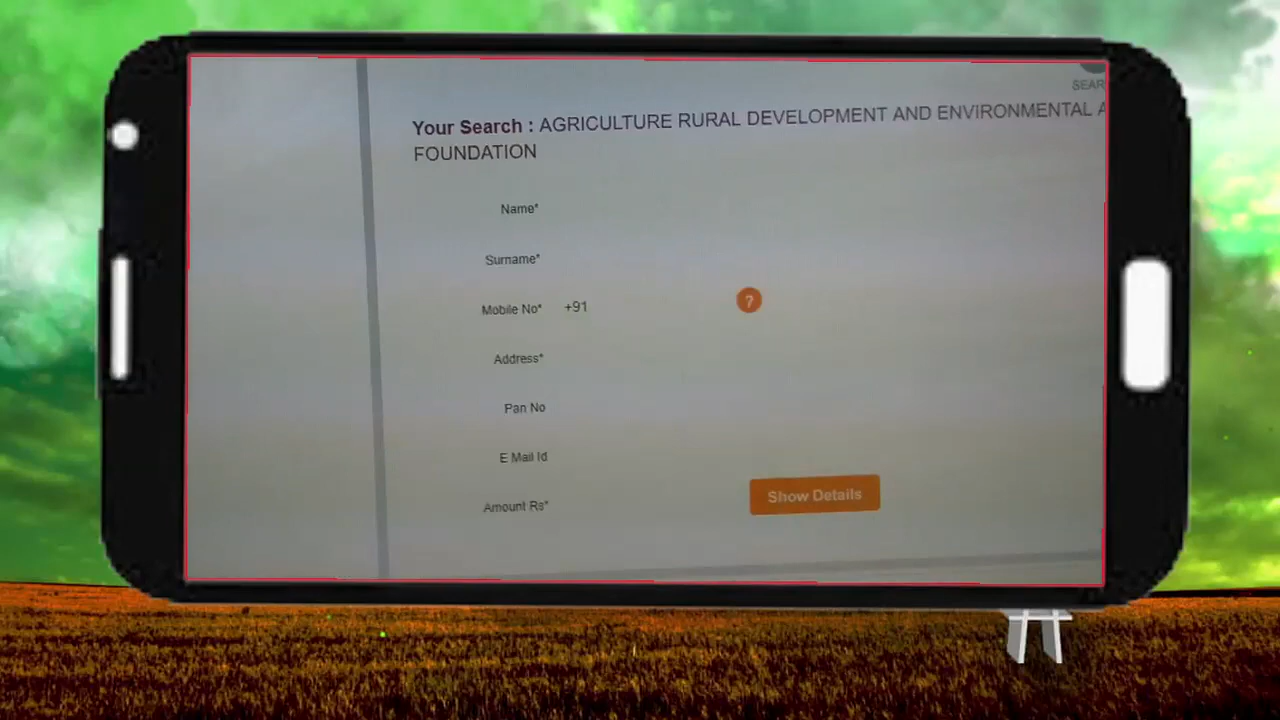 SEAR
Your Search : AGRICULTURE RURAL DEVELOPMENT AND ENVIRONMENTAL A
FOUNDATION
Name*
Surname*
Mobile No* +91
?
Address*
Pan No
E Mail Id
Amount Rs*
Show Details